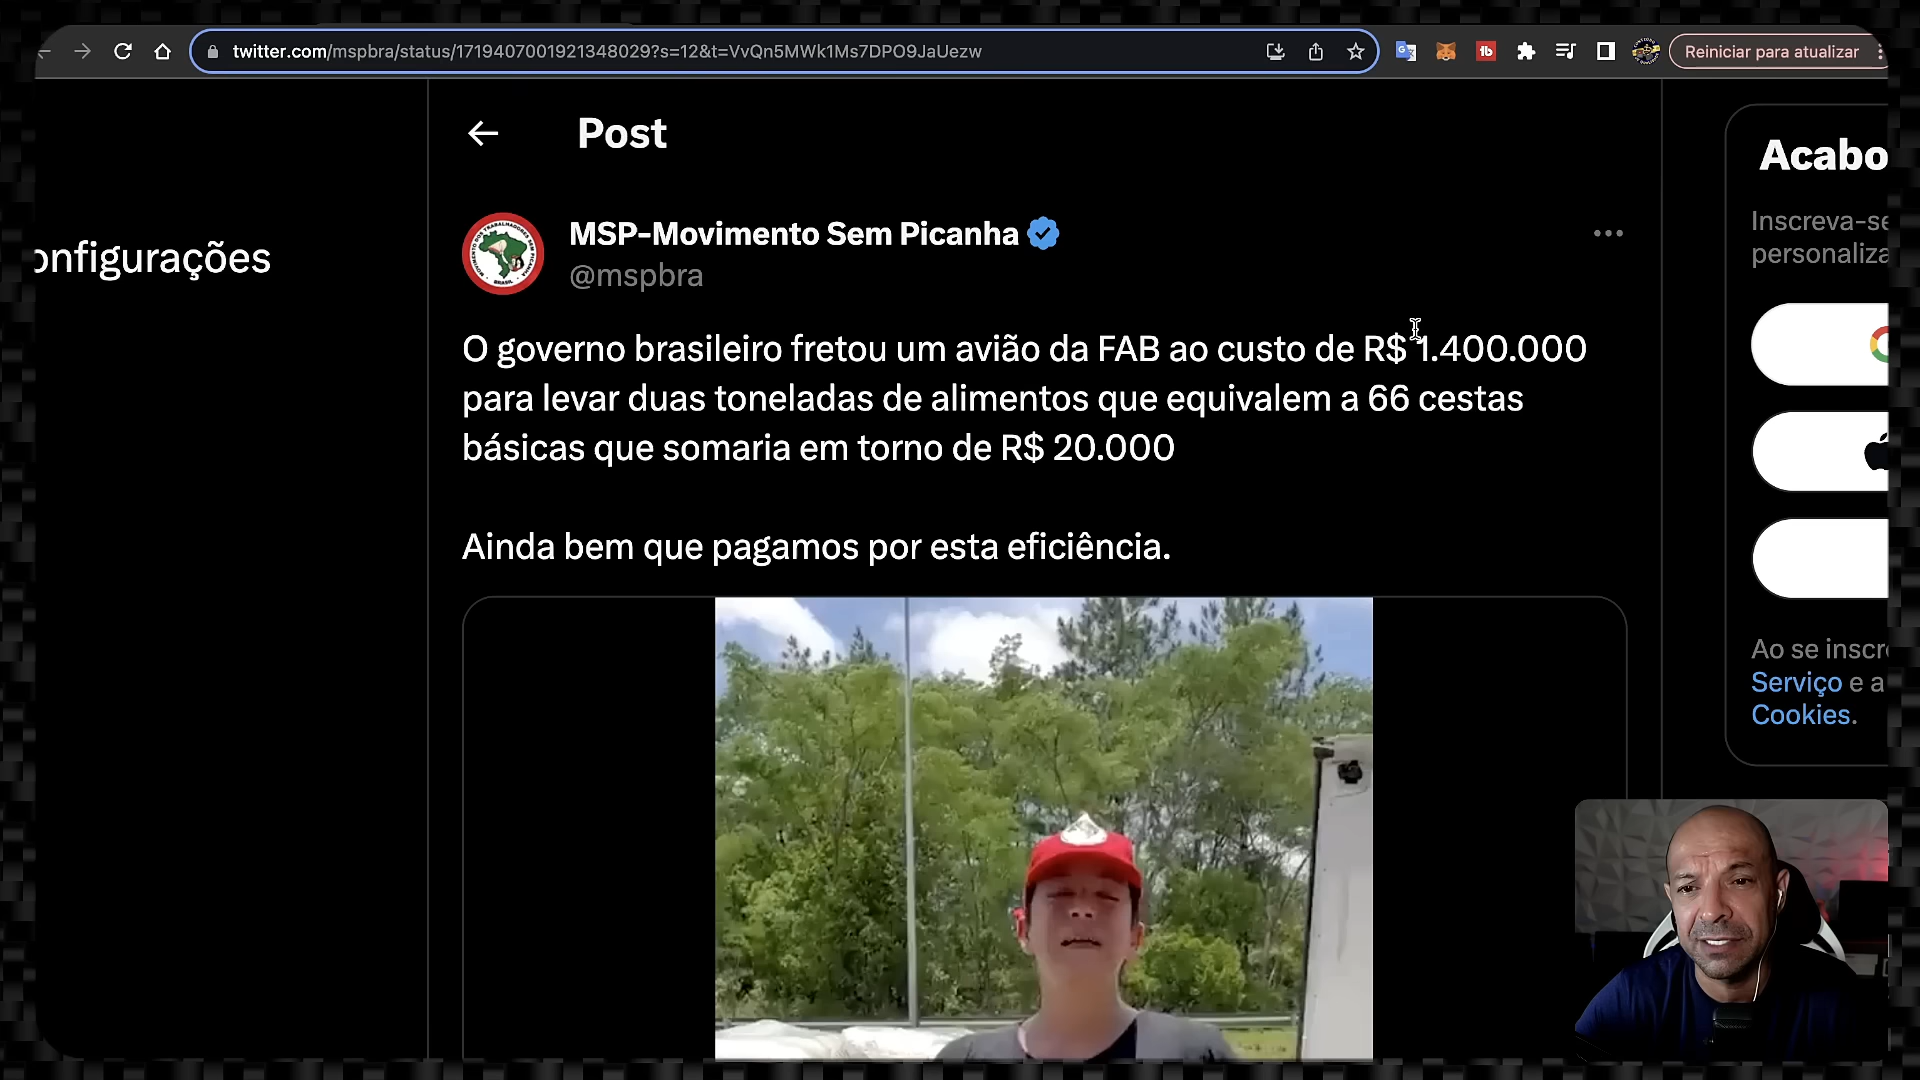 twitter.com/mspbra/status/1719407001921348029?s=12&t=VvQn5MWk1Ms7DPO9JaUezw
Reiniciar para atualizar
Post
onfigurações
MSP-Movimento Sem Picanha
@mspbra
O governo brasileiro fretou um avião da FAB ao custo de R$ 1.400.000
para levar duas toneladas de alimentos que equivalem a 66 cestas
básicas que somaria em torno de R$ 20.000
Ainda bem que pagamos por esta eficiência.
Acabo
Inscreva-se
personaliza
Ao se inscr
Serviço e a
Cookies.